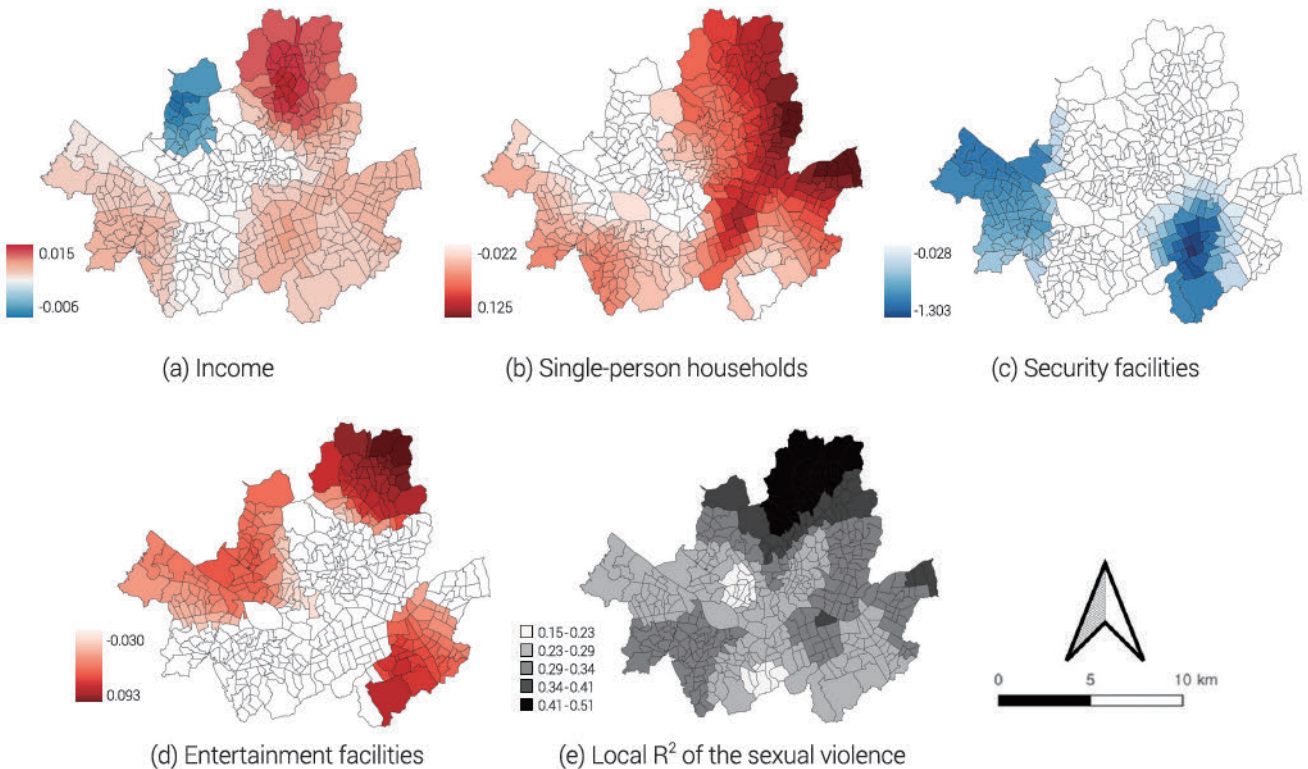 0.015
-0.006
(a) Income
-0.022
0.125
(b) Single-person households
-0.028
-1.303
(c) Security facilities
-0.030
0.093
(d) Entertainment facilities
0.15-0.23
0.23-0.29
0.29-0.34
0.34-0.41
0.41-0.51
(e) Local R² of the sexual violence
0 5 10 km